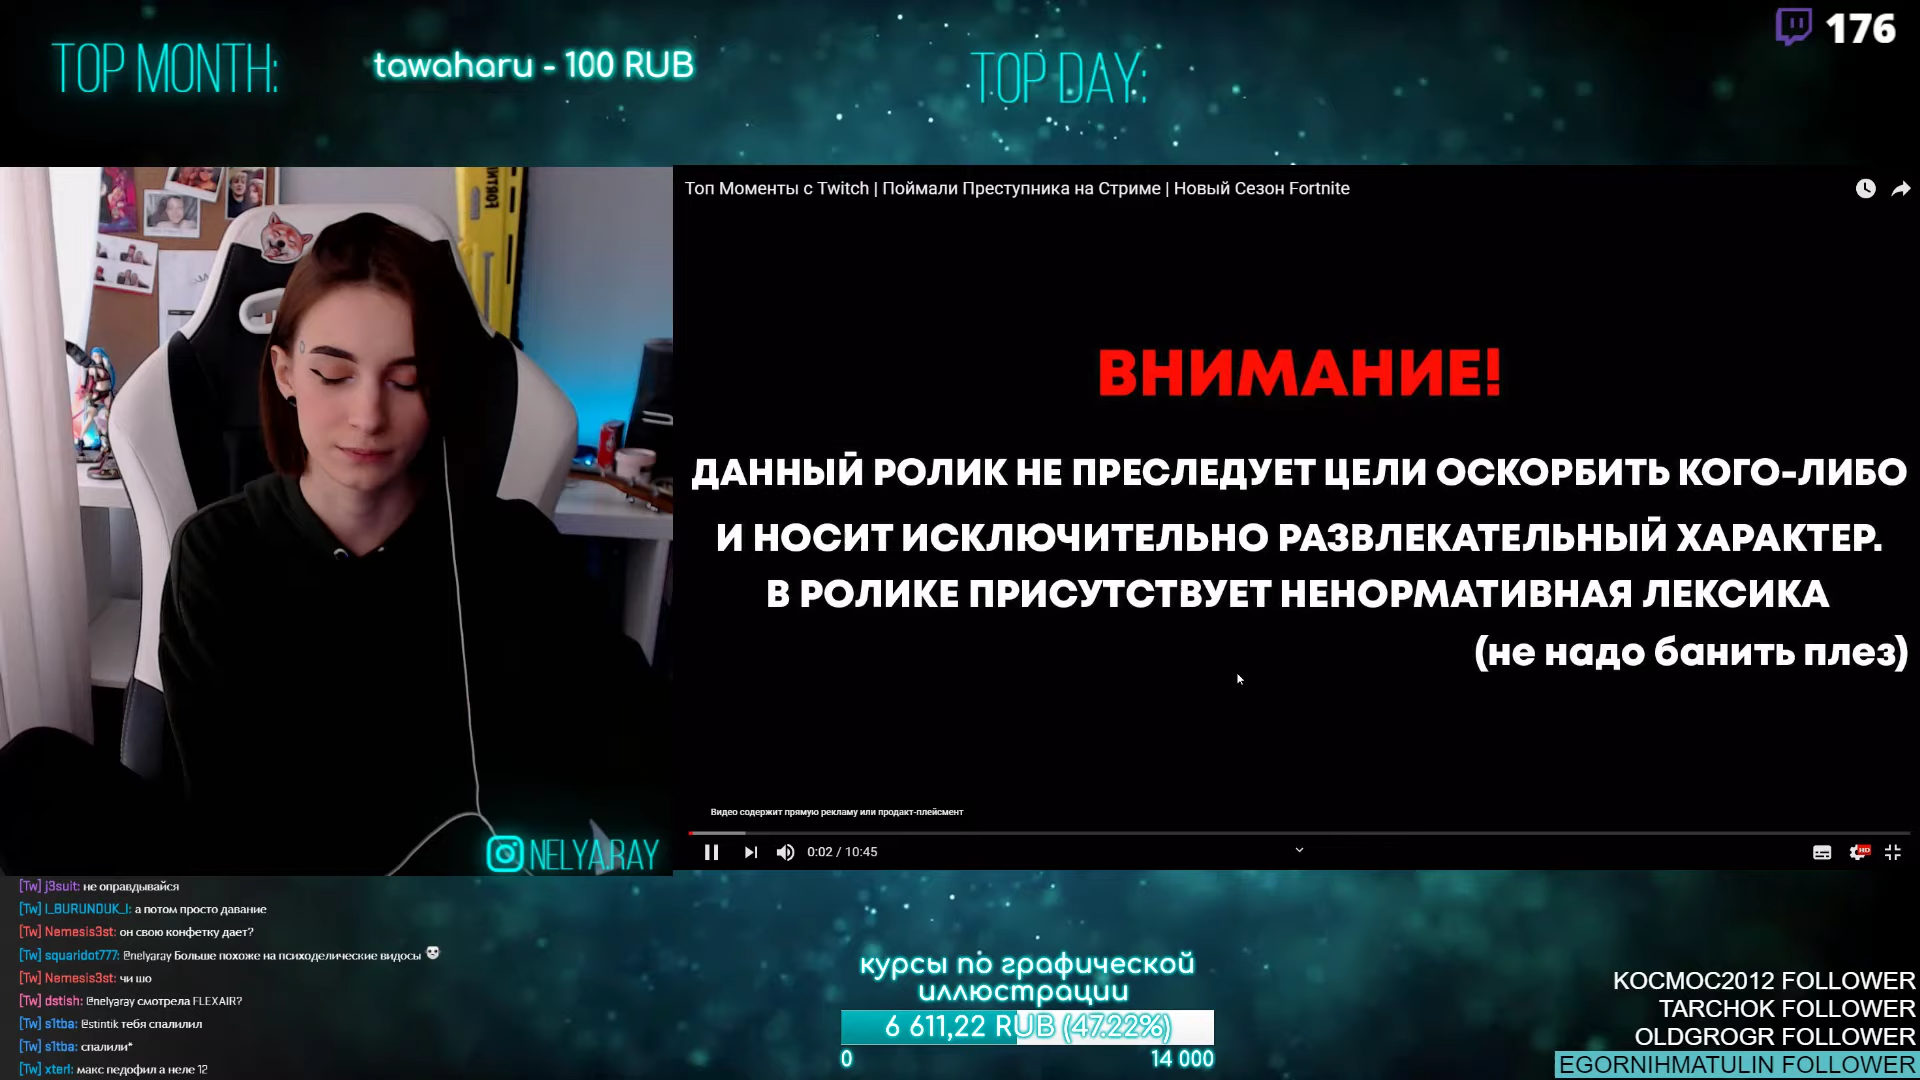 TOP MONTH:
tawaharu - 100 RUB
TOP DAY:
176
Топ Моменты с Twitch | Поймали Преступника на Стриме | Новый Сезон Fortnite
ВНИМАНИЕ!
ДАННЫЙ РОЛИК НЕ ПРЕСЛЕДУЕТ ЦЕЛИ ОСКОРБИТЬ КОГО-ЛИБО
И НОСИТ ИСКЛЮЧИТЕЛЬНО РАЗВЛЕКАТЕЛЬНЫЙ ХАРАКТЕР.
В РОЛИКЕ ПРИСУТСТВУЕТ НЕНОРМАТИВНАЯ ЛЕКСИКА
(не надо банить плез)
Видео содержит прямую рекламу или продакт-плейсмент
0:02 / 10:45
HD
NELYA.RAY
[Tw] j3suit: не оправдывайся
[Tw] I_BURUNDUK_I: а потом просто давание
[Tw] Nemesis3st: он свою конфетку дает?
[Tw] squaridot777: @nelyaray Больше похоже на психоделические видосы
[Tw] Nemesis3st: чи шо
[Tw] dstish: @nelyaray смотрела FLEXAIR?
[Tw] s1tba: @stintik тебя спалилил
[Tw] s1tba: спалили*
[Tw] xterl: макс педофил а неле 12
курсы по графической
иллюстрации
6 611,22 RUB (47.22%)
0 14 000
KOCMOC2012 FOLLOWER
TARCHOK FOLLOWER
OLDGROGR FOLLOWER
EGORNIHMATULIN FOLLOWER